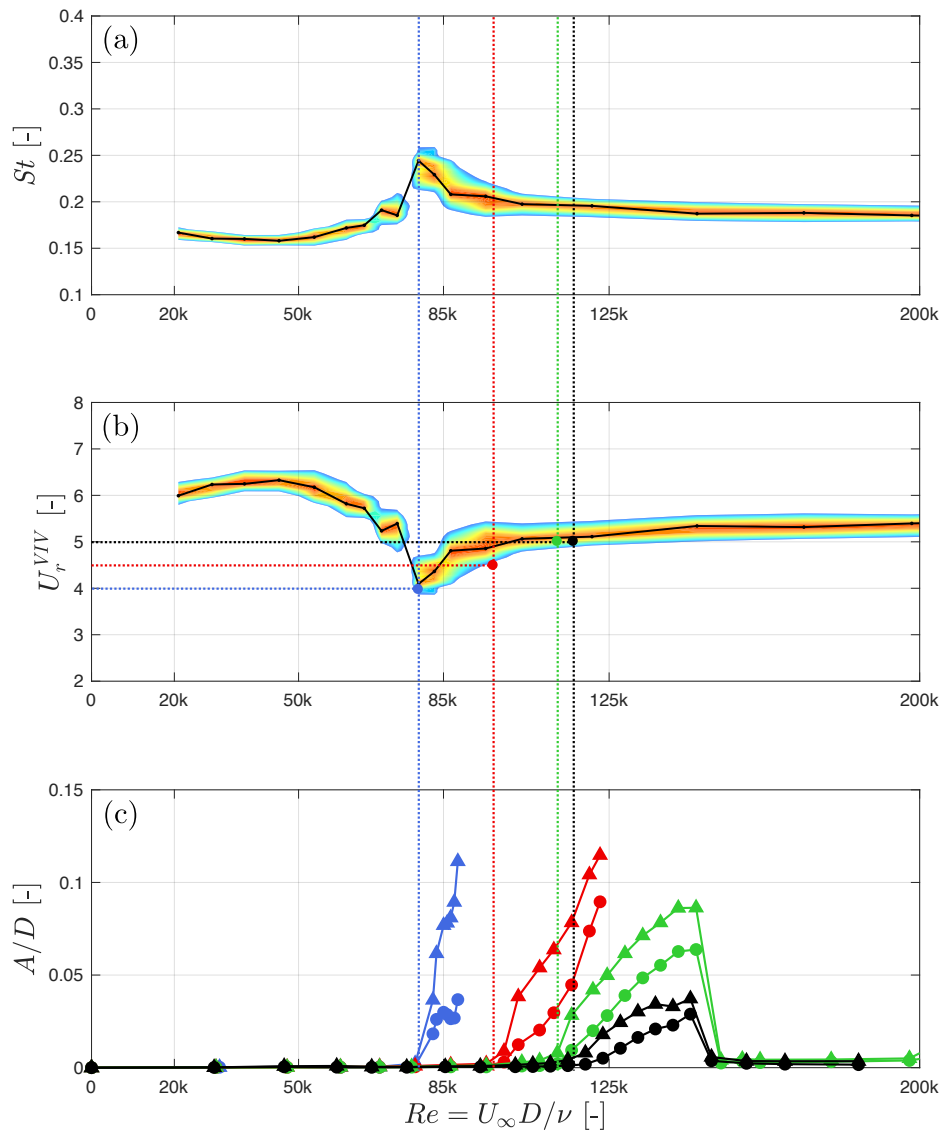 (a)
St [-]
0.4
0.35
0.3
0.25
0.2
0.15
0.1
0 20k 50k 85k 125k 200k
(b)
U_r^{VIV} [-]
8
7
6
5
4
3
2
0 20k 50k 85k 125k 200k
(c)
A/D [-]
0.15
0.1
0.05
0
0 20k 50k 85k 125k 200k
Re = U_∞D/ν [-]